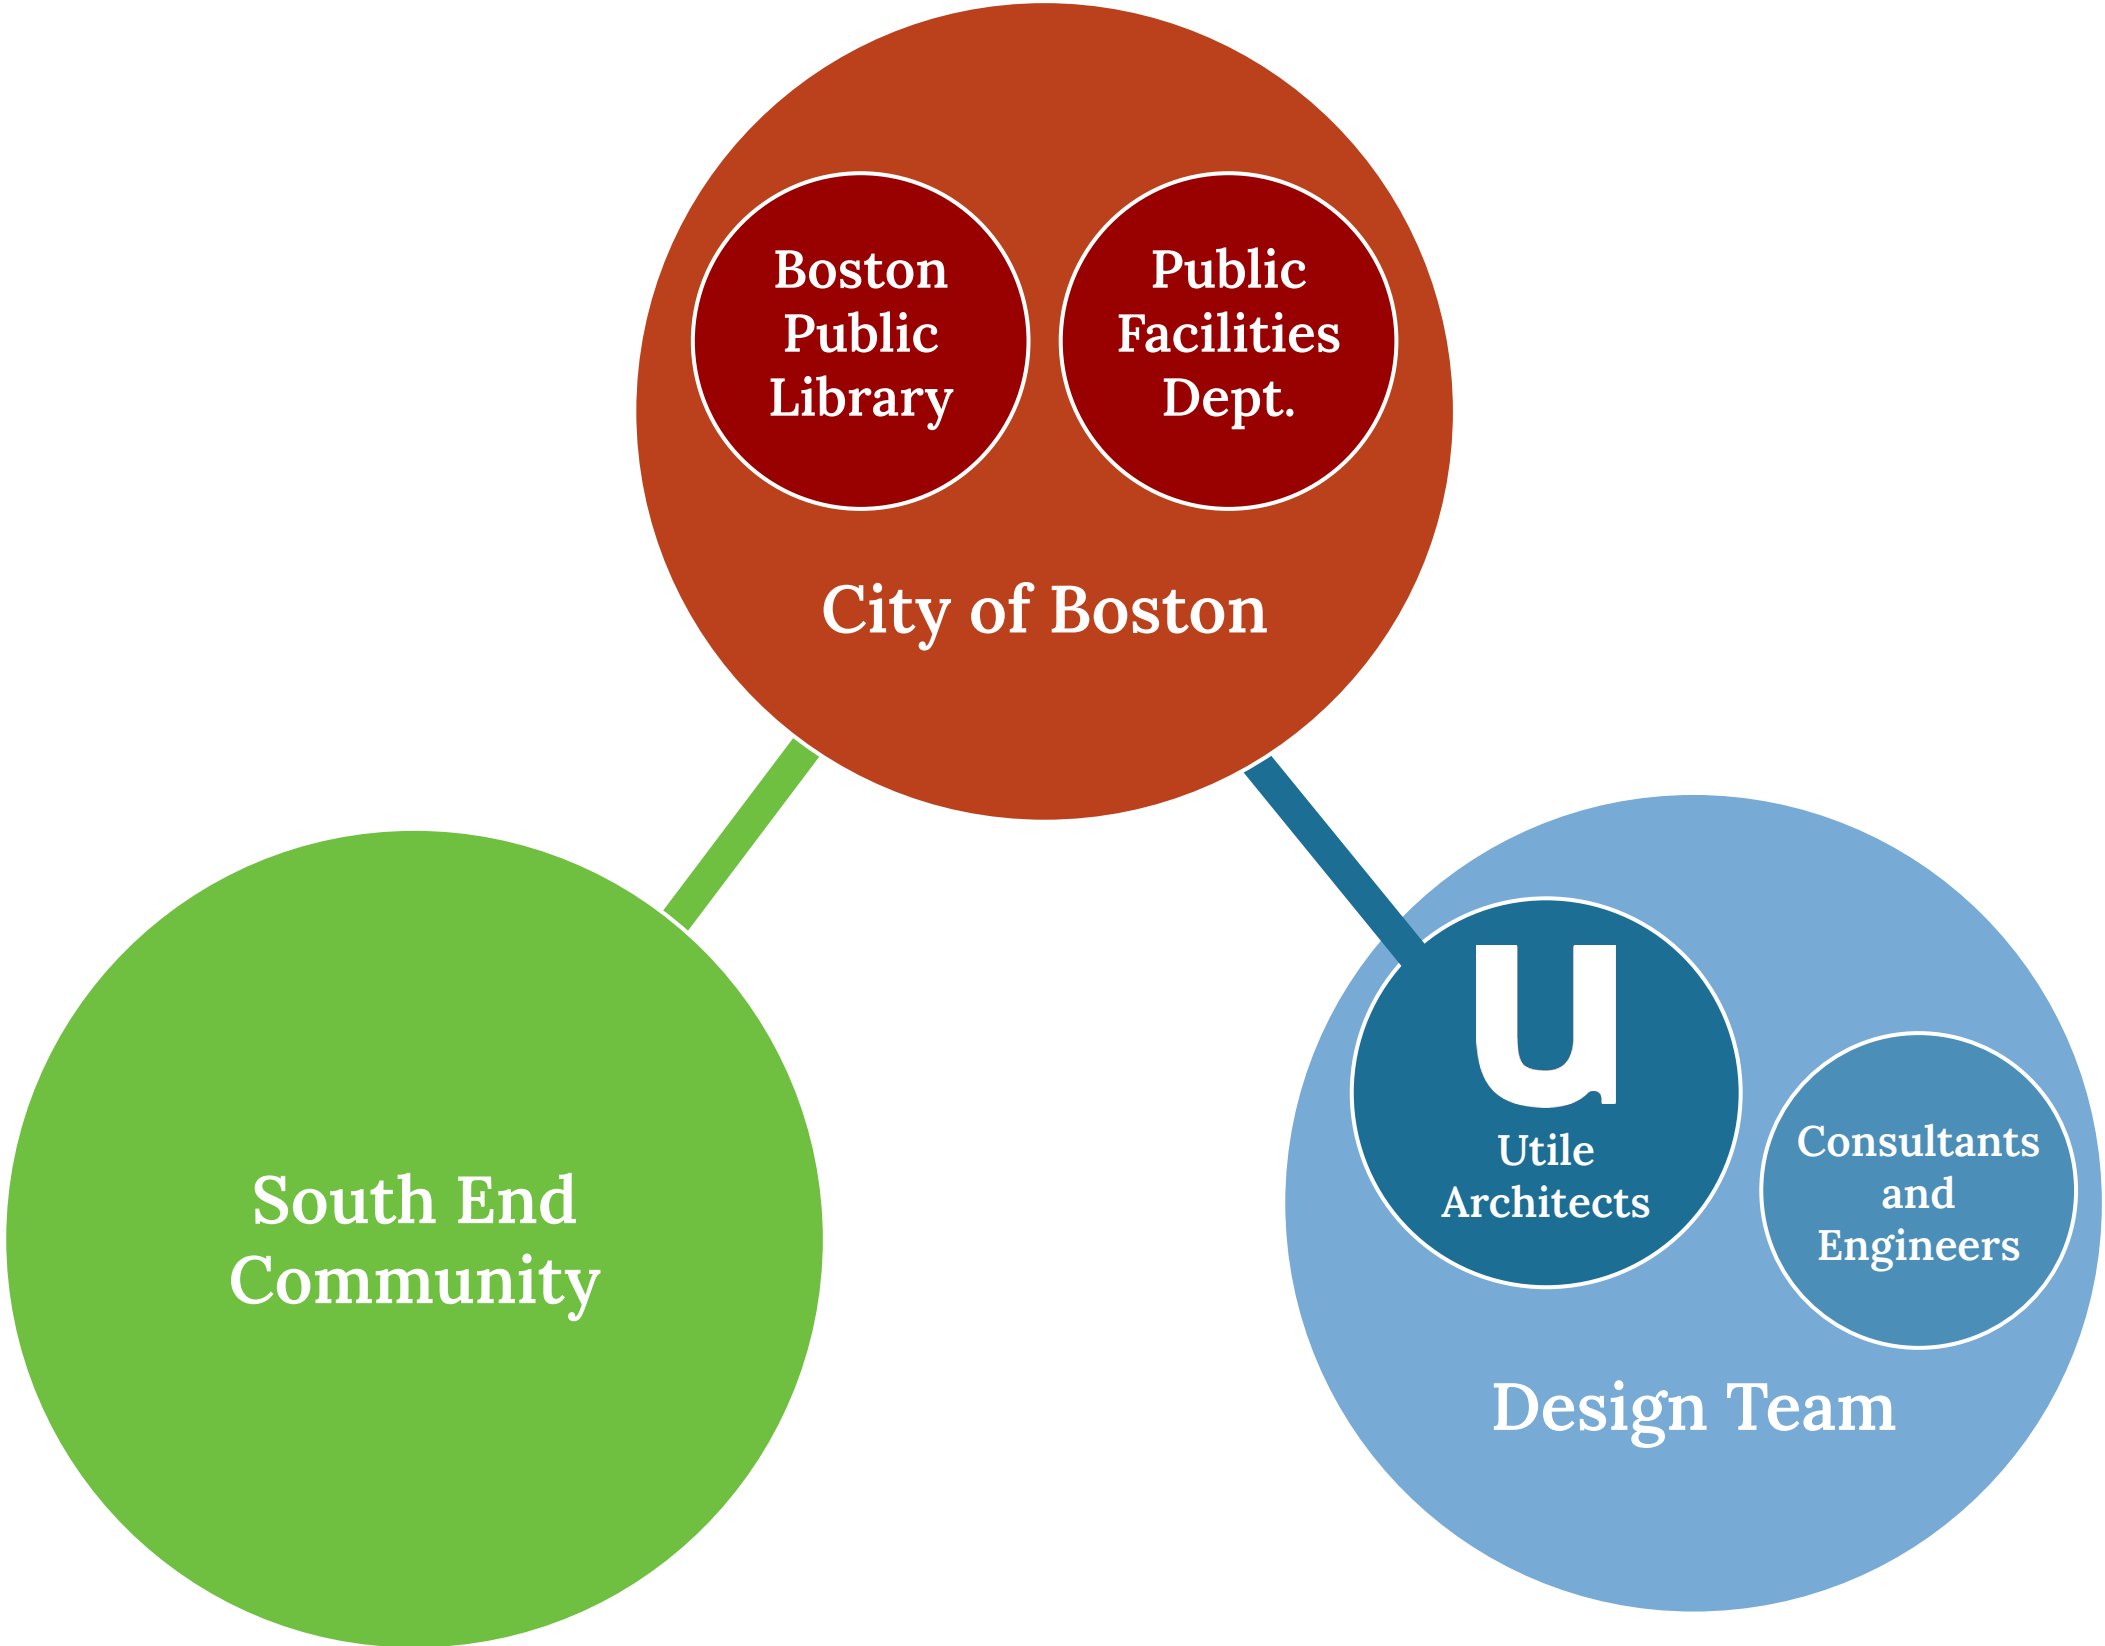 Boston
Public
Library
Public
Facilities
Dept.
City of Boston
South End
Community
u
Utile
Architects
Consultants
and
Engineers
Design Team